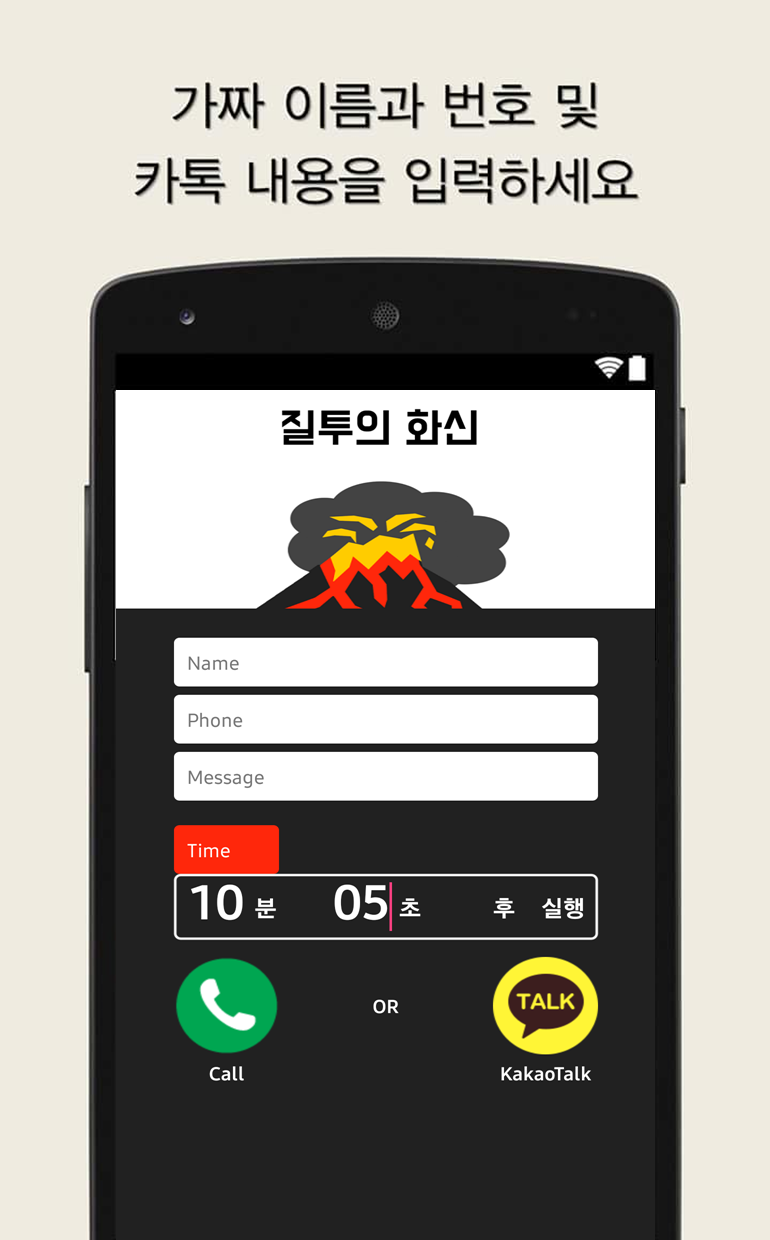 가짜 이름과 번호 및
카톡 내용을 입력하세요
질투의 화신
Name
Phone
Message
Time
10 분 05 초 후 실행
OR
TALK
Call
KakaoTalk